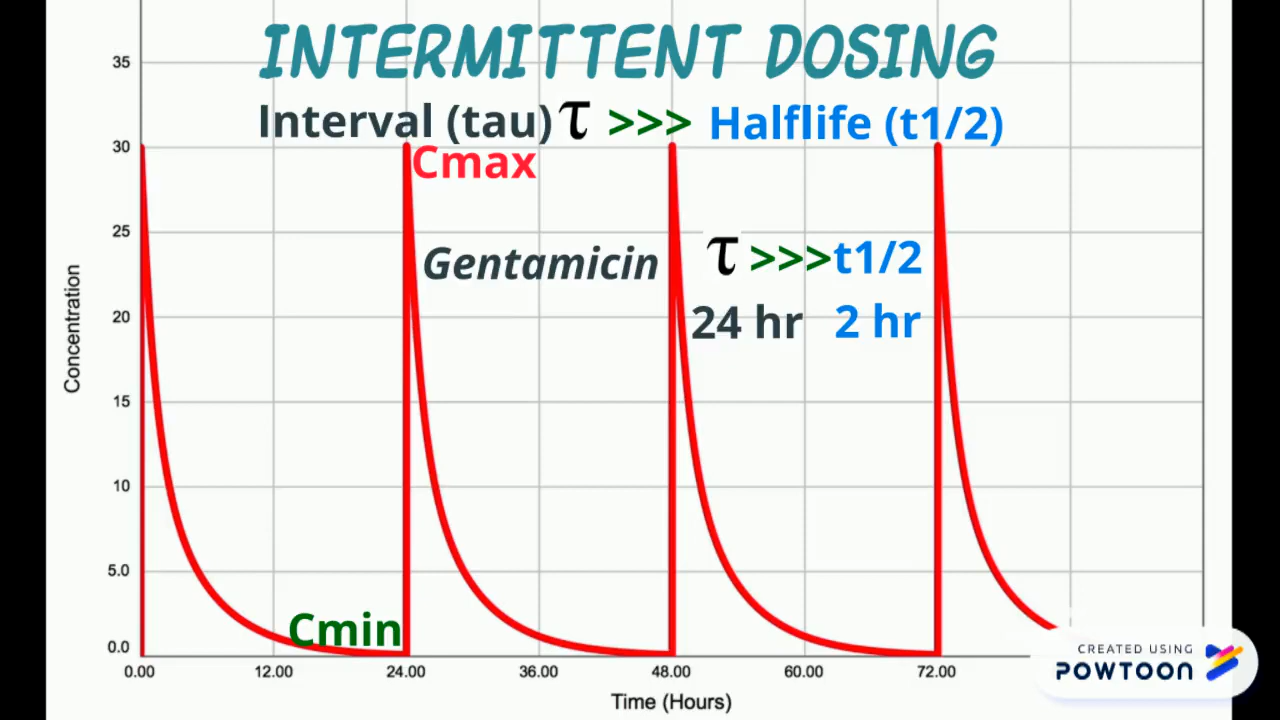 INTERMITTENT DOSING
Interval (tau) τ >>> Halflife (t1/2)
Cmax
Gentamicin
τ >>> t1/2
24 hr 2 hr
Cmin
Concentration
35
30
25
20
15
10
5.0
0.0
0.00 12.00 24.00 36.00 48.00 60.00 72.00
Time (Hours)
CREATED USING
POWTOON